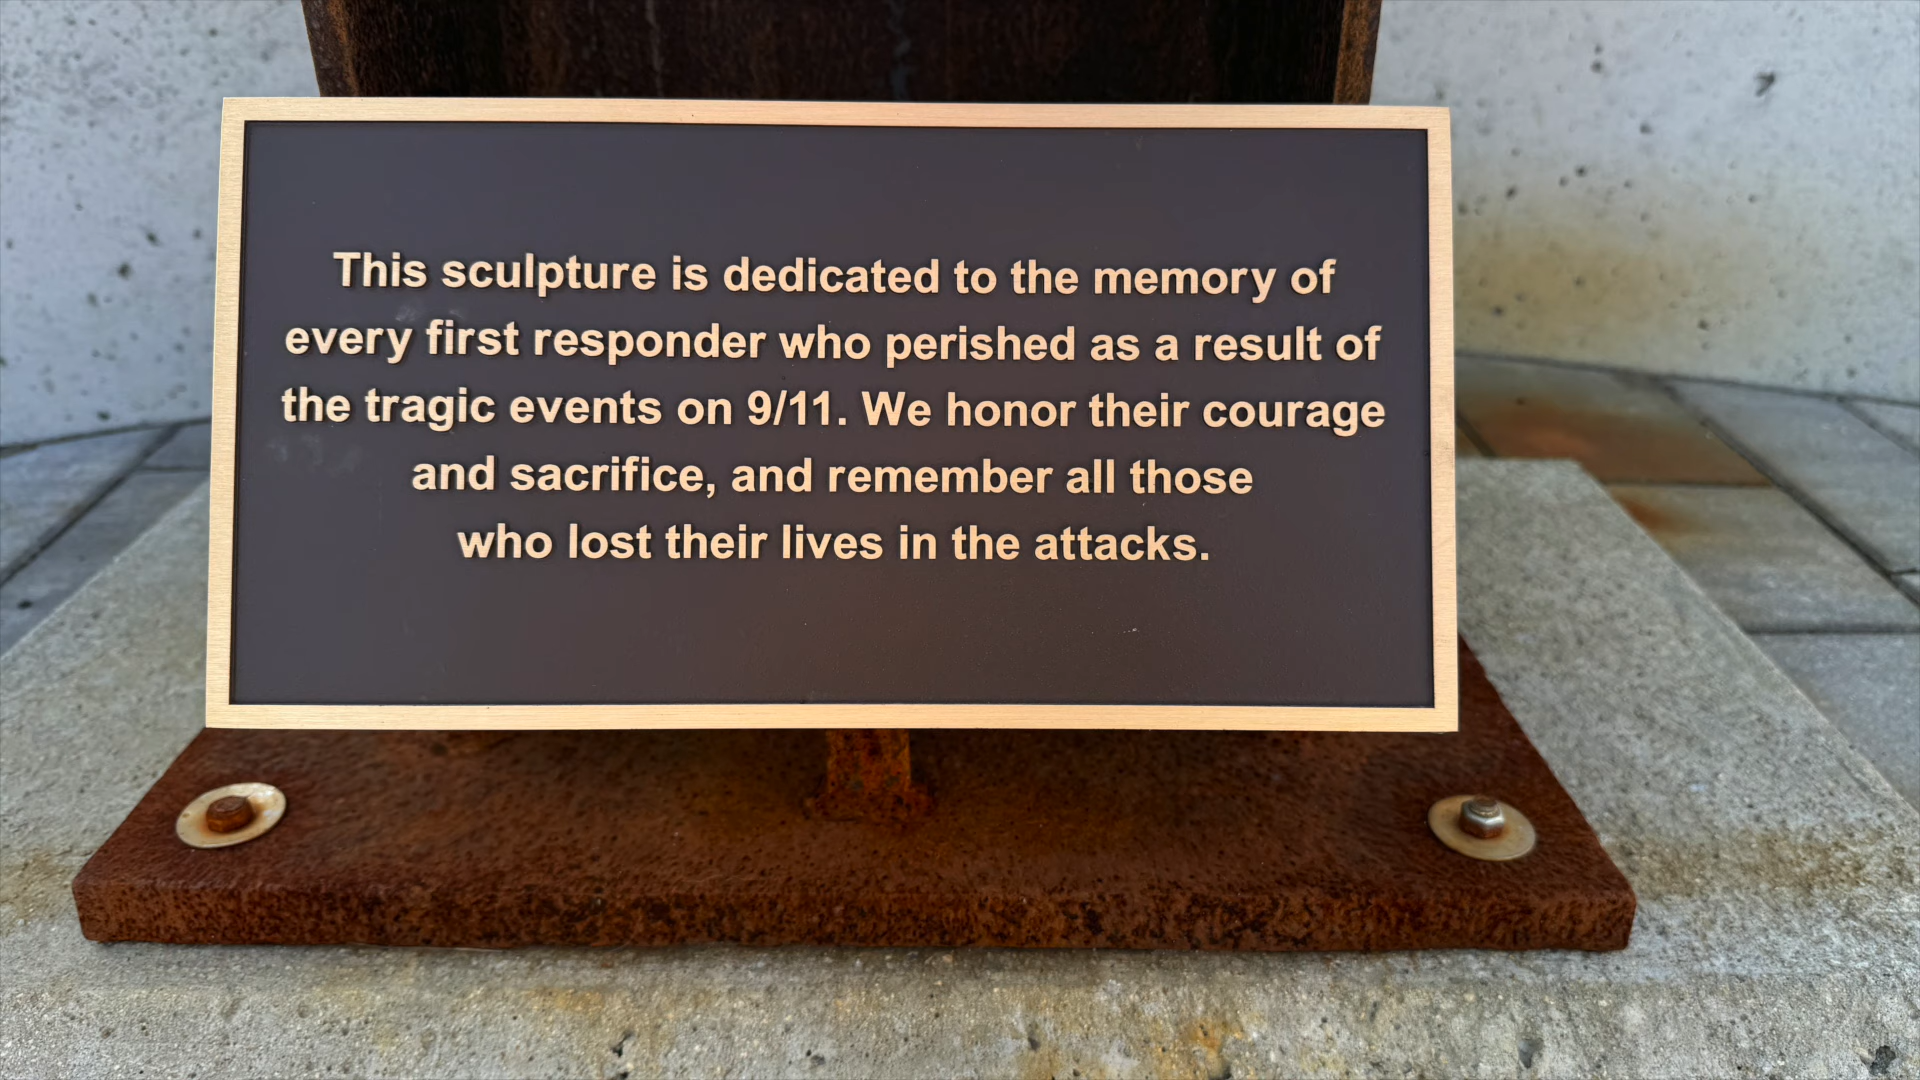 This sculpture is dedicated to the memory of
every first responder who perished as a result of
the tragic events on 9/11. We honor their courage
and sacrifice, and remember all those
who lost their lives in the attacks.